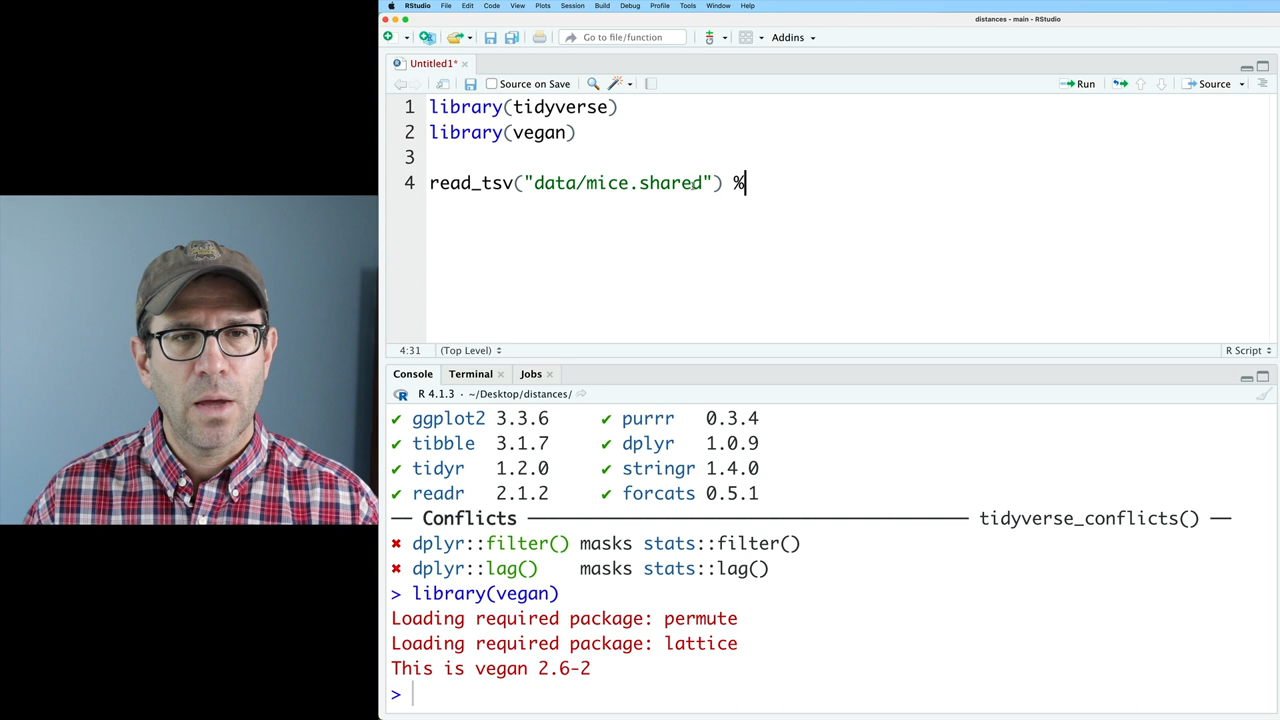 RStudio File Edit Code View Plots Session Build Debug Profile Tools Window Help
distances - main - RStudio
Go to file/function Addins
Untitled1*
Source on Save Run Source
1 library(tidyverse)
2 library(vegan)
3
4 read_tsv("data/mice.shared") %
4:31 (Top Level) R Script
Console Terminal Jobs
R 4.1.3 · ~/Desktop/distances/
✔ ggplot2 3.3.6 ✔ purrr 0.3.4
✔ tibble 3.1.7 ✔ dplyr 1.0.9
✔ tidyr 1.2.0 ✔ stringr 1.4.0
✔ readr 2.1.2 ✔ forcats 0.5.1
── Conflicts ──────────────── tidyverse_conflicts() ──
✖ dplyr::filter() masks stats::filter()
✖ dplyr::lag() masks stats::lag()
> library(vegan)
Loading required package: permute
Loading required package: lattice
This is vegan 2.6-2
>